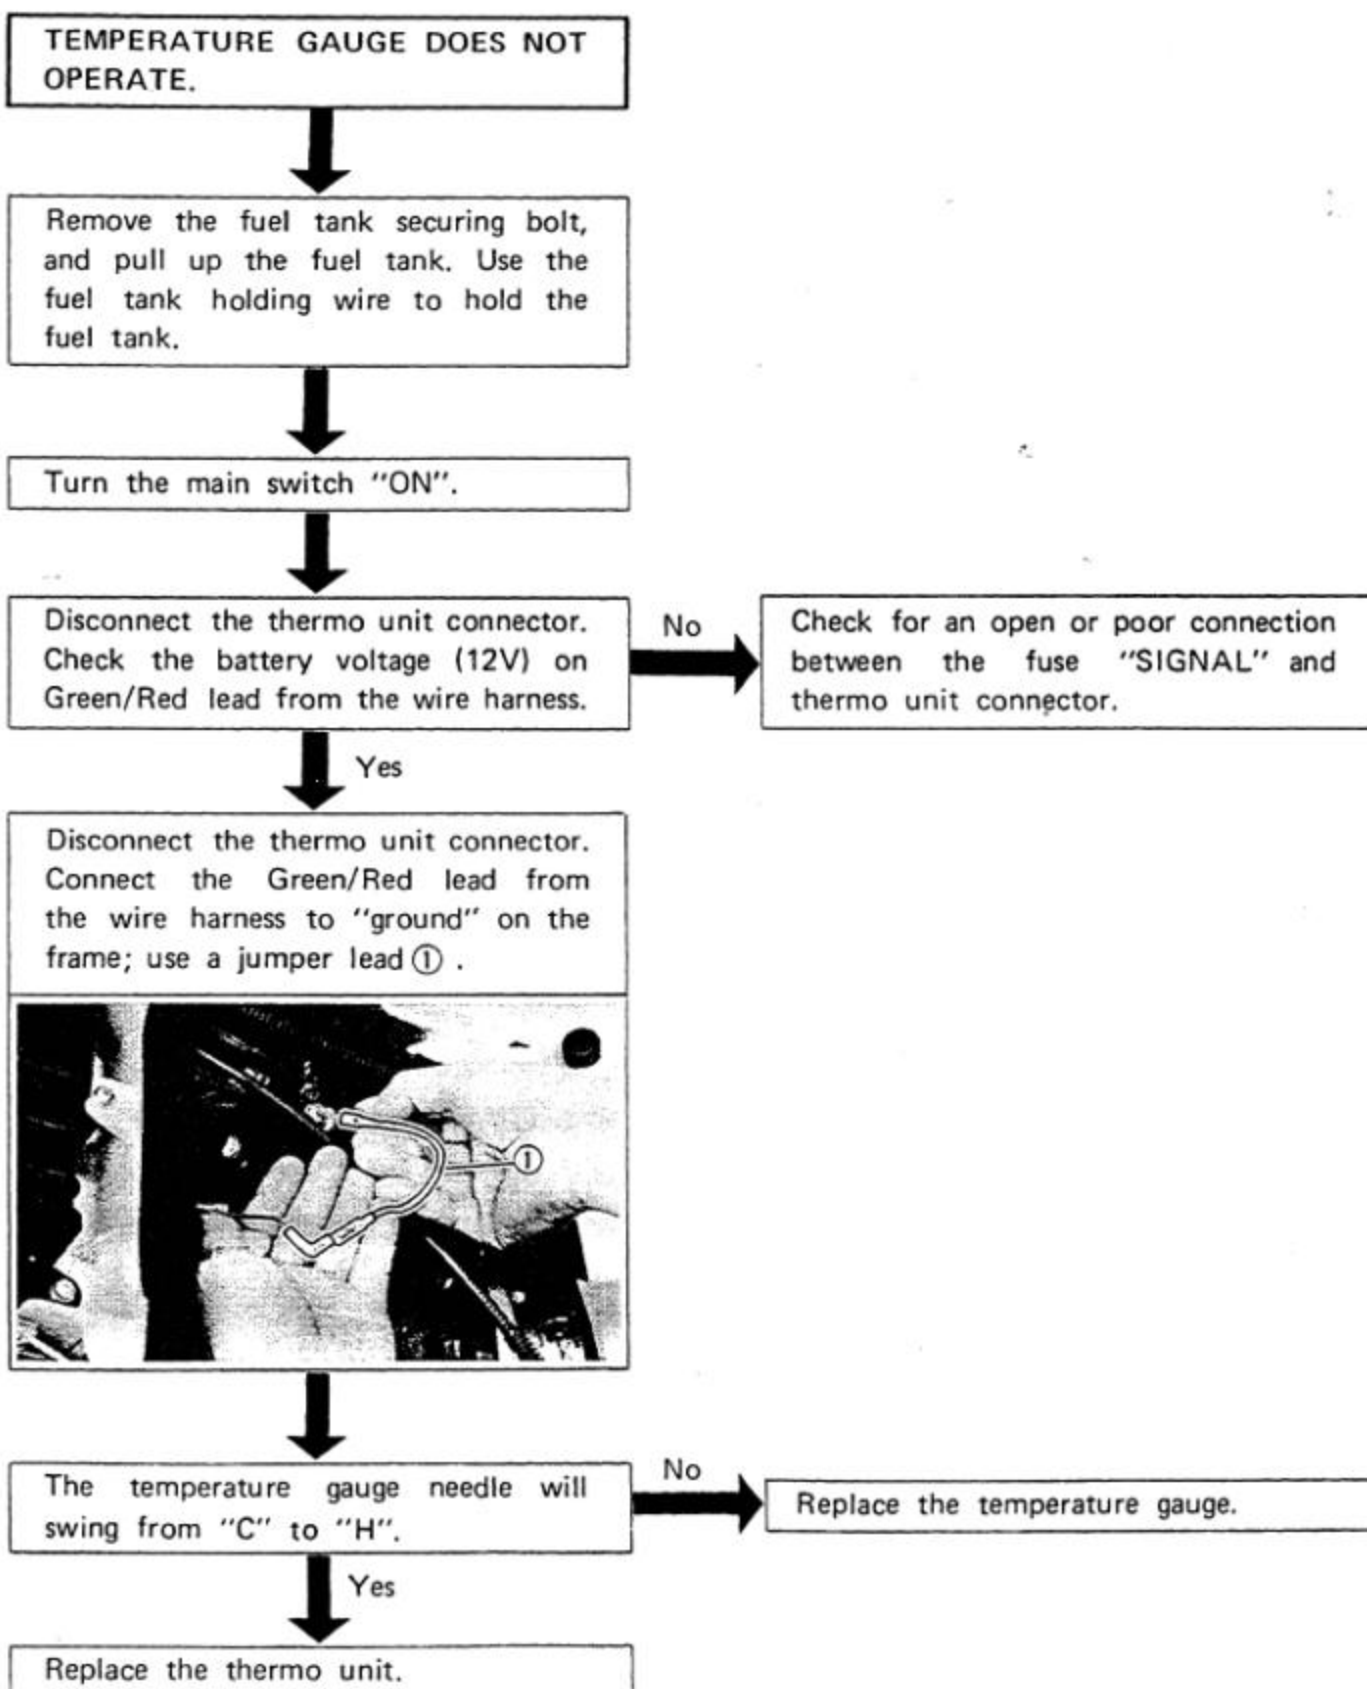 TEMPERATURE GAUGE DOES NOT
OPERATE.
Remove the fuel tank securing bolt,
and pull up the fuel tank. Use the
fuel tank holding wire to hold the
fuel tank.
Turn the main switch "ON".
Disconnect the thermo unit connector.
Check the battery voltage (12V) on
Green/Red lead from the wire harness.
No
Check for an open or poor connection
between the fuse "SIGNAL" and
thermo unit connector.
Yes
Disconnect the thermo unit connector.
Connect the Green/Red lead from
the wire harness to "ground" on the
frame; use a jumper lead ① .
①
The temperature gauge needle will
swing from "C" to "H".
No
Replace the temperature gauge.
Yes
Replace the thermo unit.